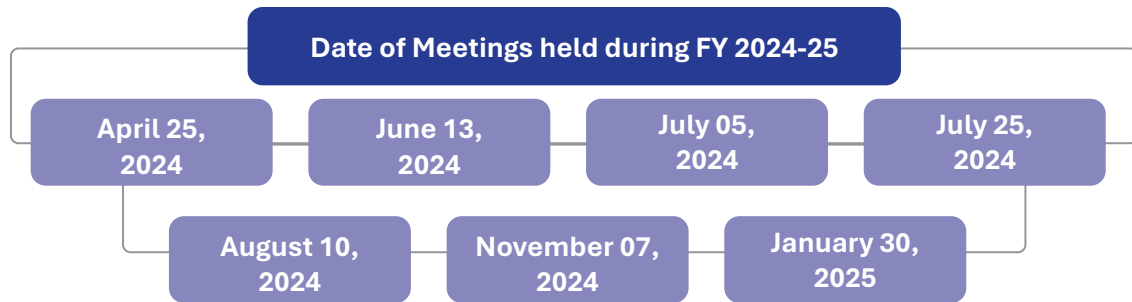 Date of Meetings held during FY 2024-25
April 25,
2024
June 13,
2024
July 05,
2024
July 25,
2024
August 10,
2024
November 07,
2024
January 30,
2025